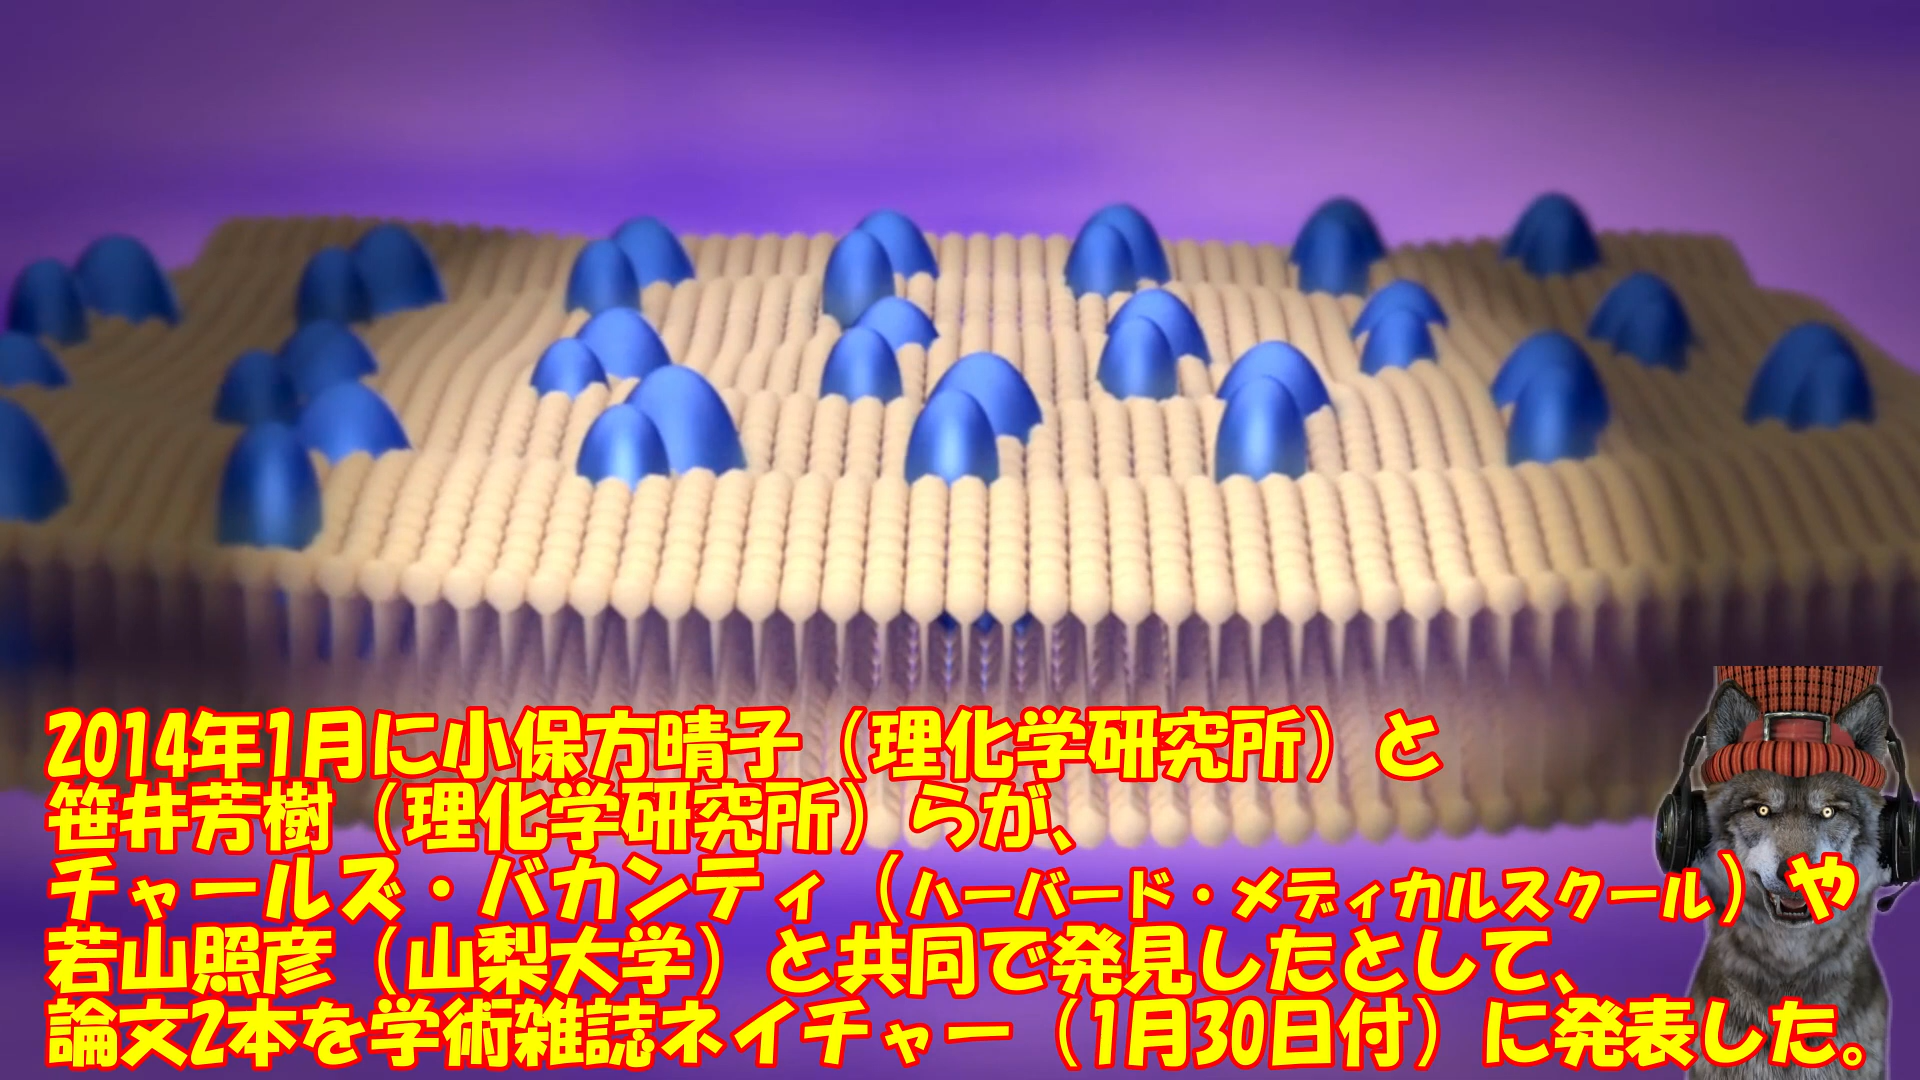 2014年1月に小保方晴子（理化学研究所）と
笹井芳樹（理化学研究所）らが、
チャールズ・バカンティ（ハーバード・メディカルスクール）や
若山照彦（山梨大学）と共同で発見したとして、
論文2本を学術雑誌ネイチャー（1月30日付）に発表した。